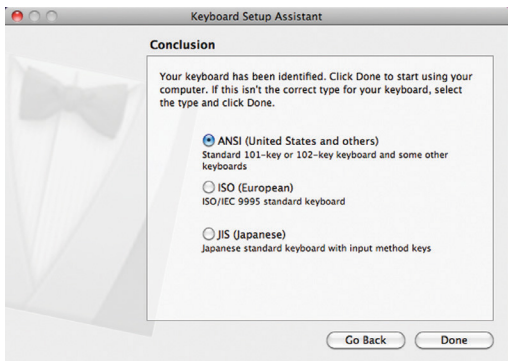 Keyboard Setup Assistant
Conclusion
Your keyboard has been identified. Click Done to start using your
computer. If this isn't the correct type for your keyboard, select
the type and click Done.
ANSI (United States and others)
Standard 101-key or 102-key keyboard and some other
keyboards
ISO (European)
ISO/IEC 9995 standard keyboard
JIS (Japanese)
Japanese standard keyboard with input method keys
Go Back Done